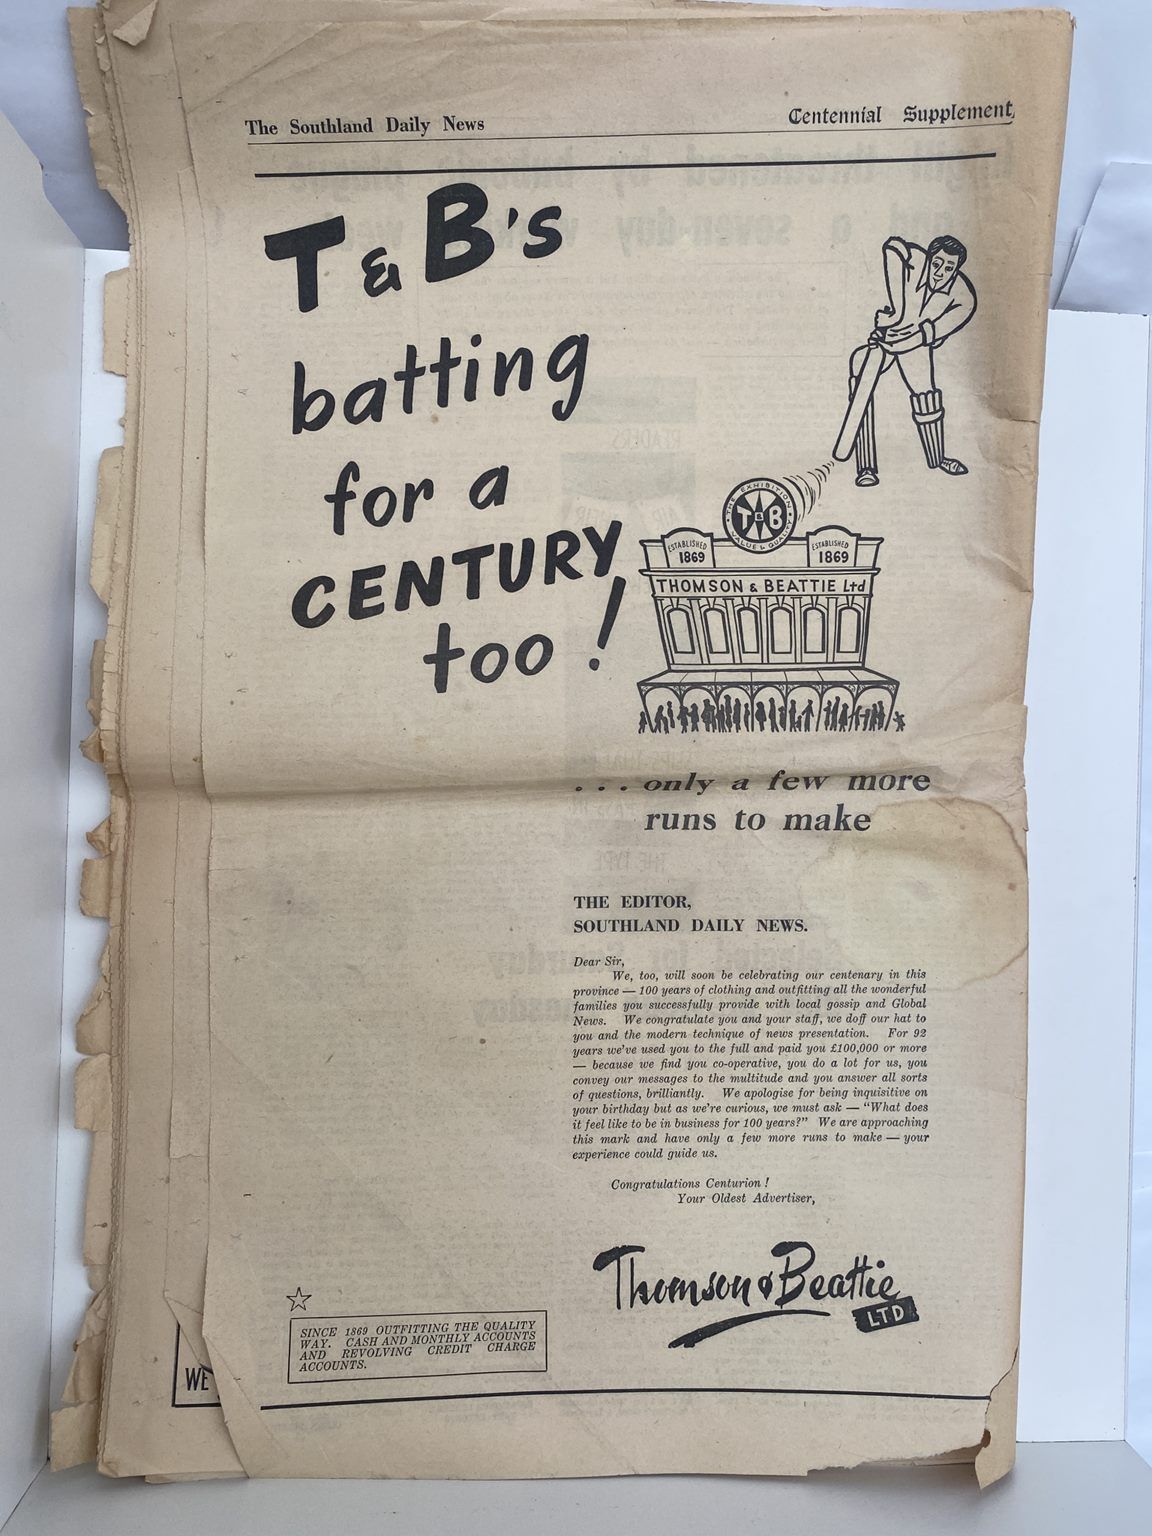 The Southland Daily News
Centennial Supplement,
T & B's
batting
for a
CENTURY
too!
THE EXHIBITION
T&B
VALUE & QUALITY
ESTABLISHED
1869
ESTABLISHED
1869
THOMSON & BEATTIE Ltd
. . . only a few more
runs to make
THE EDITOR,
SOUTHLAND DAILY NEWS.
Dear Sir,
We, too, will soon be celebrating our centenary in this
province — 100 years of clothing and outfitting all the wonderful
families you successfully provide with local gossip and Global
News. We congratulate you and your staff, we doff our hat to
you and the modern technique of news presentation. For 92
years we've used you to the full and paid you £100,000 or more
— because we find you co-operative, you do a lot for us, you
convey our messages to the multitude and you answer all sorts
of questions, brilliantly. We apologise for being inquisitive on
your birthday but as we're curious, we must ask — “What does
it feel like to be in business for 100 years?” We are approaching
this mark and have only a few more runs to make — your
experience could guide us.
Congratulations Centurion !
Your Oldest Advertiser,
Thomson & Beattie
LTD
SINCE 1869 OUTFITTING THE QUALITY
WAY. CASH AND MONTHLY ACCOUNTS
AND REVOLVING CREDIT CHARGE
ACCOUNTS.
WE